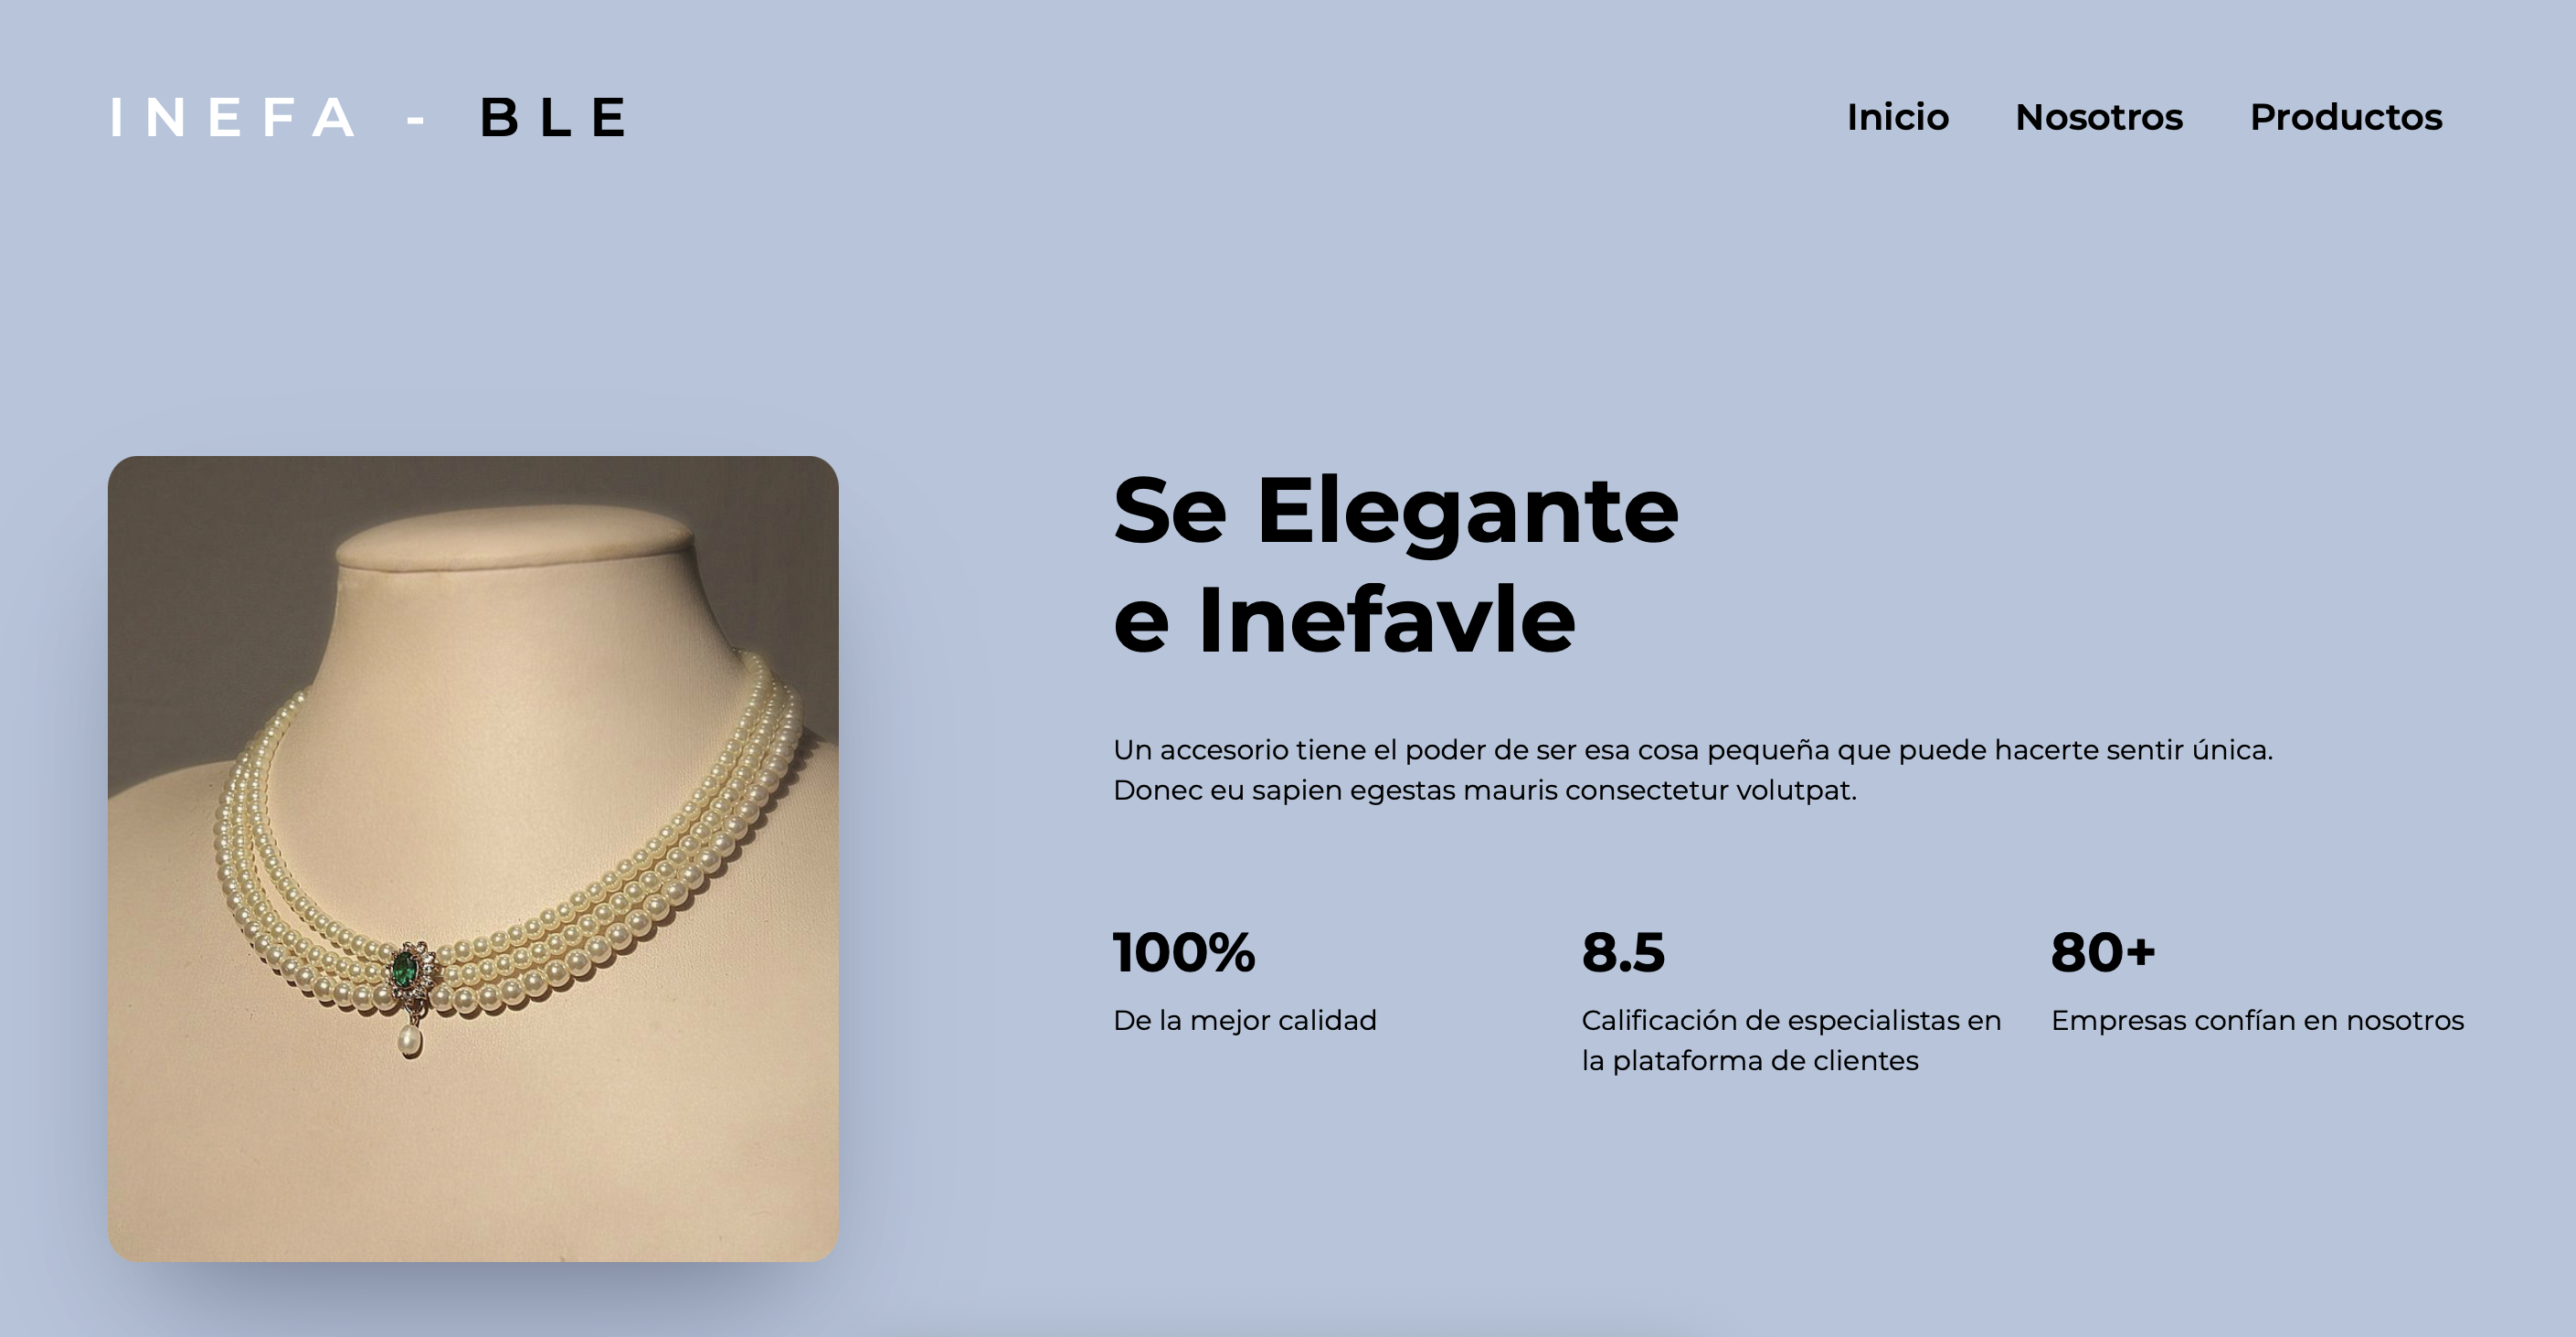 INEFA - BLE
Inicio Nosotros Productos
Se Elegante
e Inefavle
Un accesorio tiene el poder de ser esa cosa pequeña que puede hacerte sentir única.
Donec eu sapien egestas mauris consectetur volutpat.
100%
De la mejor calidad
8.5
Calificación de especialistas en
la plataforma de clientes
80+
Empresas confían en nosotros